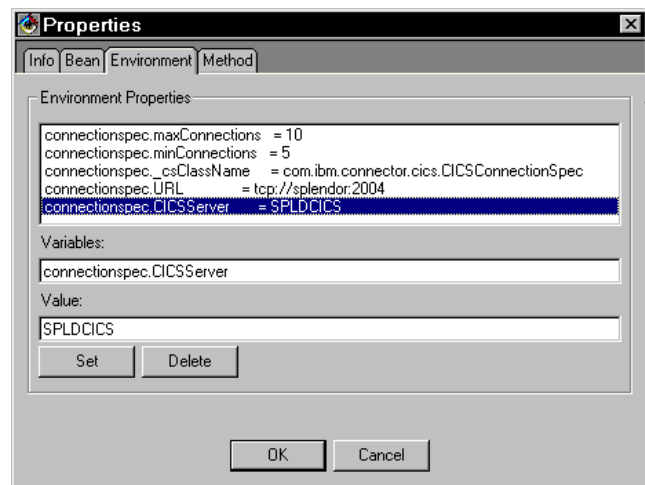 Properties
Info Bean Environment Method
Environment Properties
connectionspec.maxConnections = 10
connectionspec.minConnections = 5
connectionspec._csClassName = com.ibm.connector.cics.CICSConnectionSpec
connectionspec.URL = tcp://splendor:2004
connectionspec.CICSServer = SPLDCICS
Variables:
connectionspec.CICSServer
Value:
SPLDCICS
Set Delete
OK Cancel